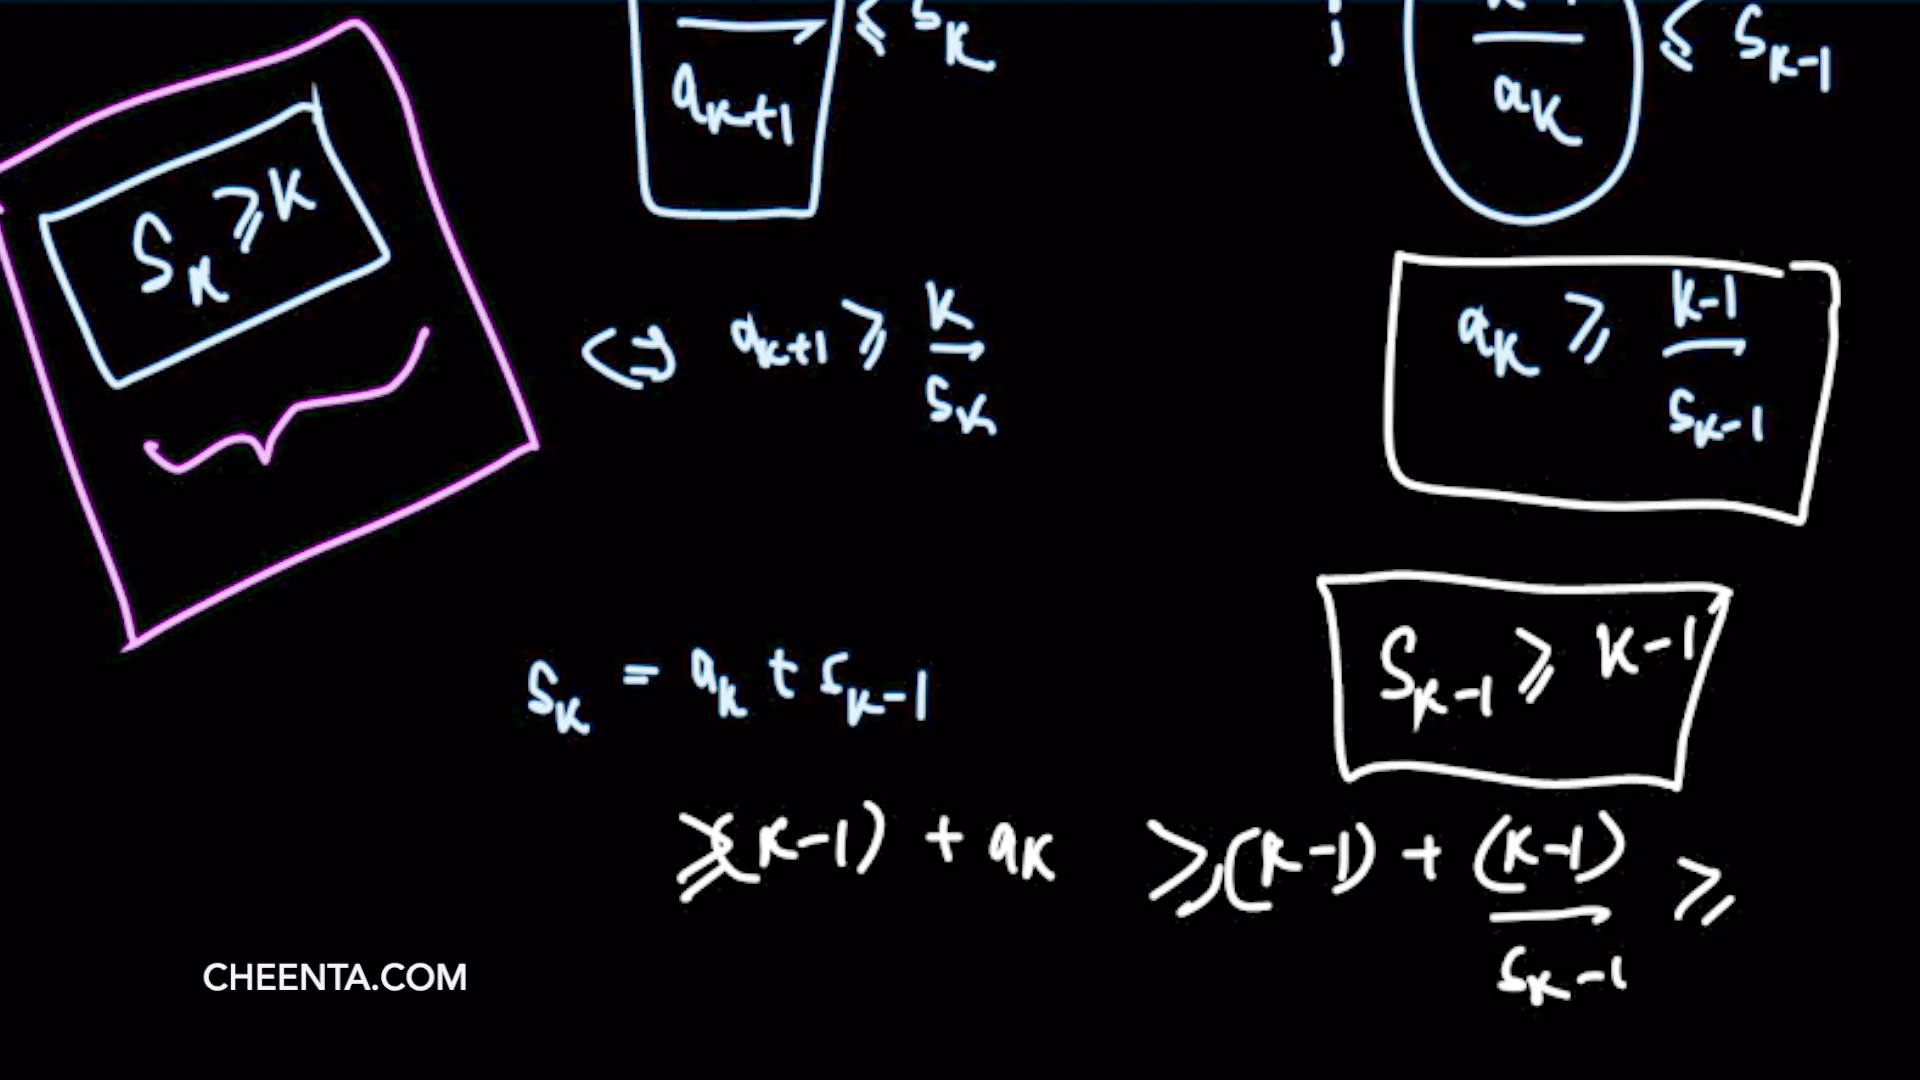 /a_{k+1} ≤ S_k
; /a_k ≤ S_{k-1}
S_k ≥ k
⟺ a_{k+1} ≥ k/S_k
a_k ≥ k-1/S_{k-1}
S_k = a_k + S_{k-1}
S_{k-1} ≥ k-1
≥ (k-1) + a_k ≥ (k-1) + (k-1)/S_{k-1} ≥
CHEENTA.COM